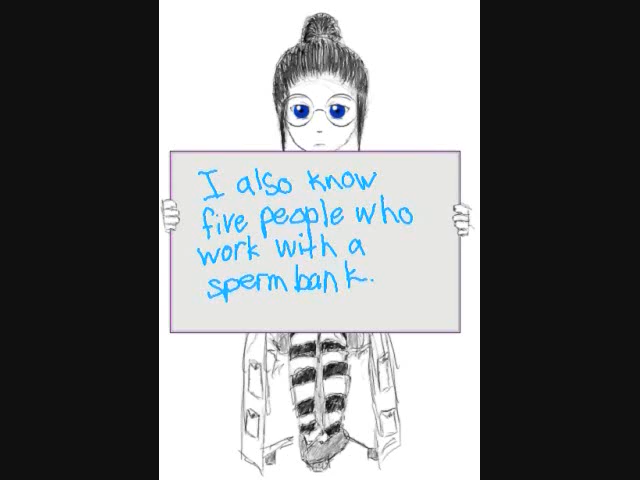 I also know
five people who
work with a
sperm bank.